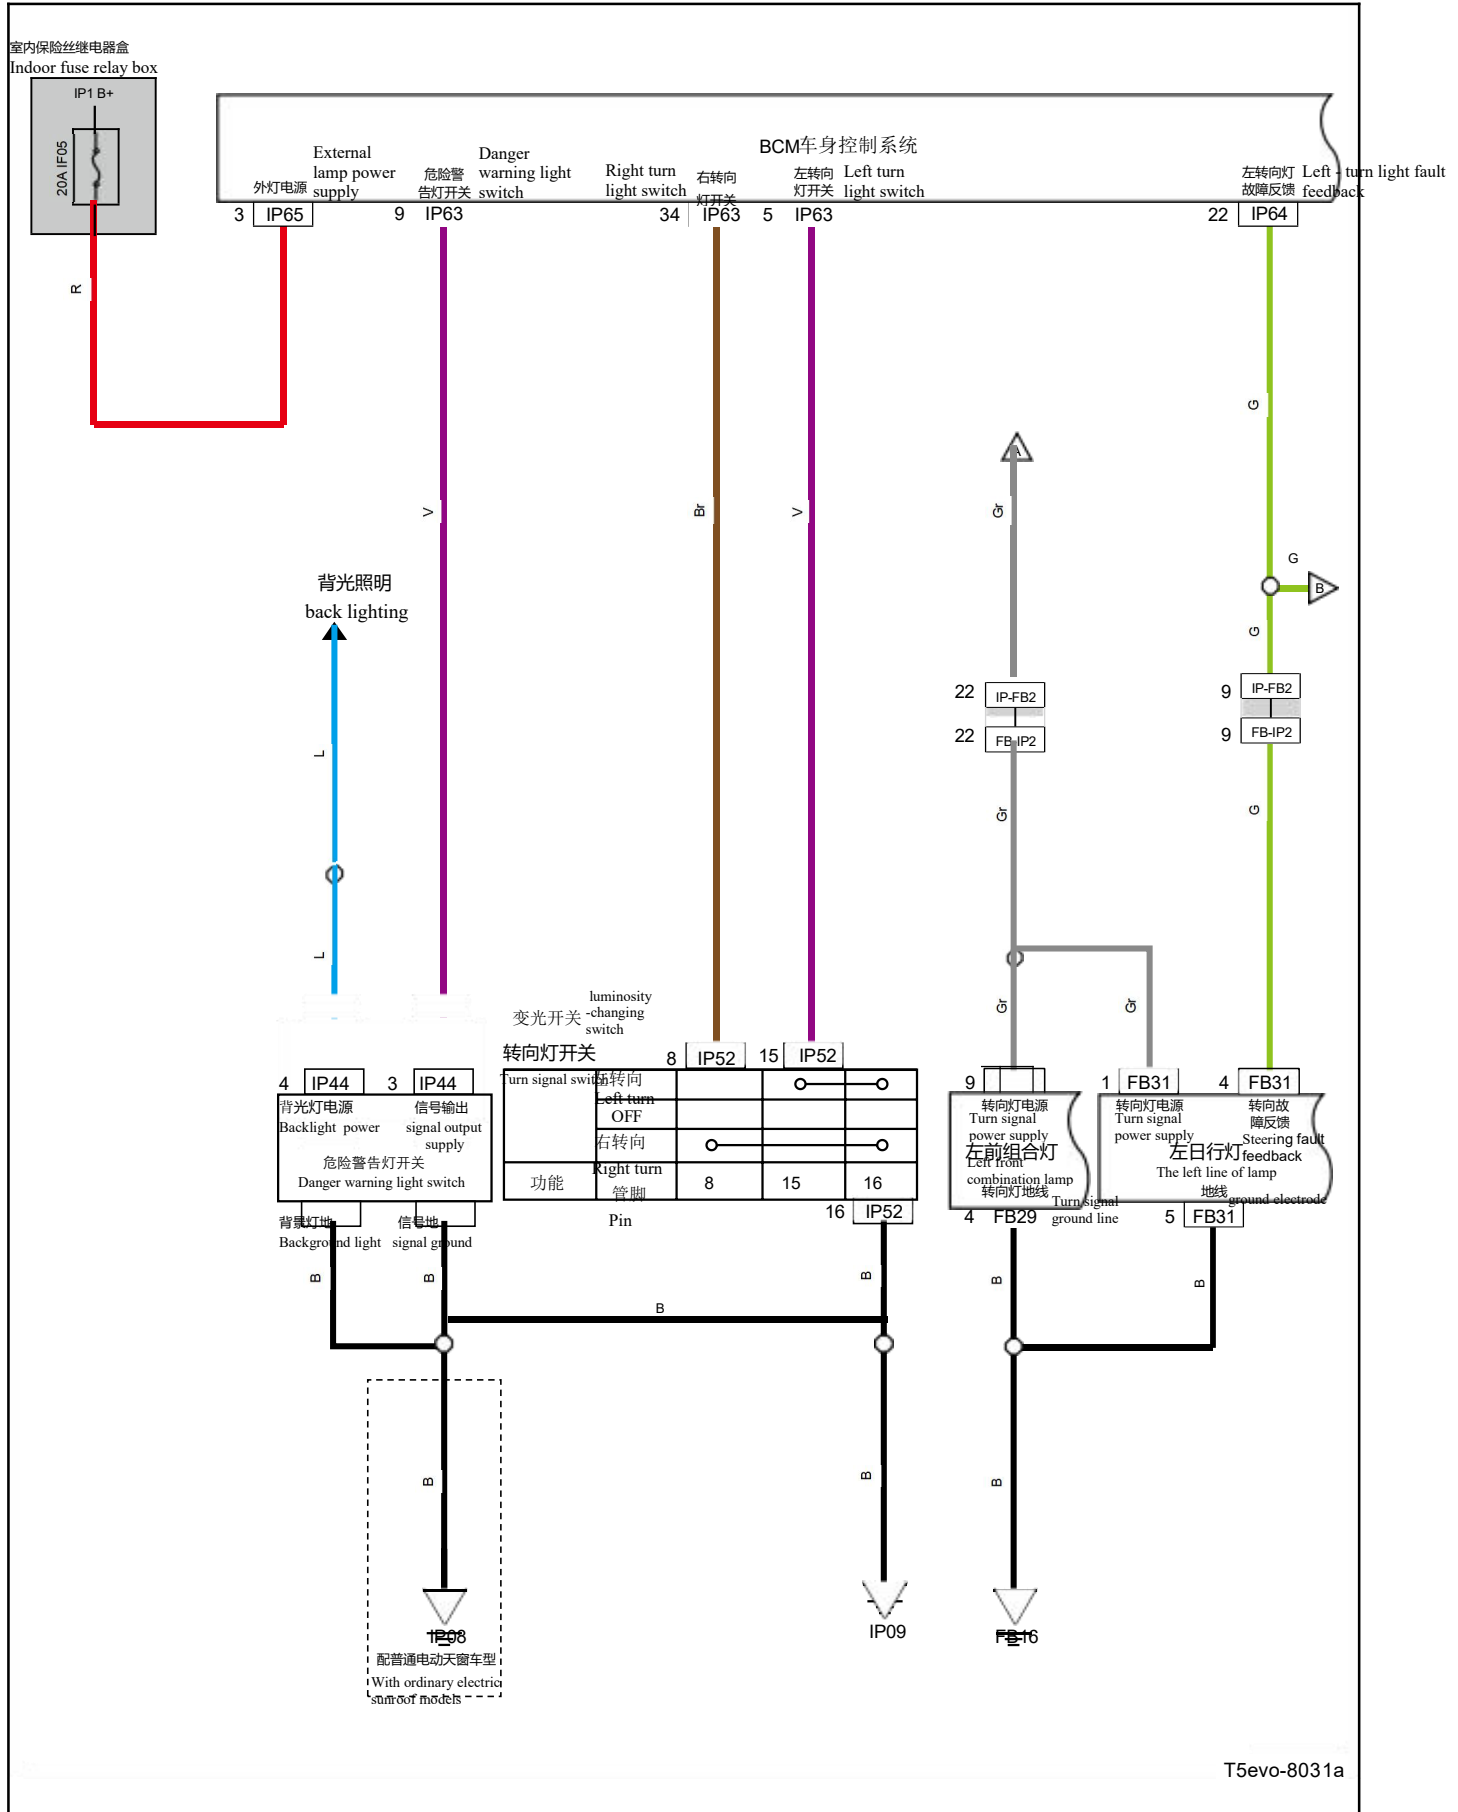 室内保险丝继电器盒
Indoor fuse relay box
IP1 B+
20A IF05
BCM车身控制系统
外灯电源
External
lamp power
supply
危险警
告灯开关
Danger
warning light
switch
Right turn
light switch
右转向
灯开关
左转向
灯开关
Left turn
light switch
左转向灯
故障反馈
Left - turn light fault
feedback
3 IP65
9 IP63
34 IP63
5 IP63
22 IP64
R
G
A
V
Br
V
Gr
G
B
背光照明
back lighting
G
22 IP-FB2
22 FB-IP2
9 IP-FB2
9 FB-IP2
L
Gr
G
L
Gr
Gr
变光开关
luminosity
-changing
switch
转向灯开关
Turn signal switch
8 IP52
15 IP52
左转向
Left turn
OFF
右转向
Right turn
功能
管脚
Pin
8
15
16
16 IP52
4 IP44
3 IP44
背光灯电源
Backlight power
信号输出
signal output
supply
危险警告灯开关
Danger warning light switch
背景灯地
Background light
信号地
signal ground
9
转向灯电源
Turn signal
power supply
左前组合灯
Left front
combination lamp
转向灯地线
Turn signal
ground line
4 FB29
1 FB31
4 FB31
转向灯电源
Turn signal
power supply
转向故
障反馈
Steering fault
feedback
左日行灯
The left line of lamp
地线
ground electrode
5 FB31
B
B
B
B
B
B
B
B
B
IP08
IP09
FB16
配普通电动天窗车型
With ordinary electric
sunroof models
T5evo-8031a